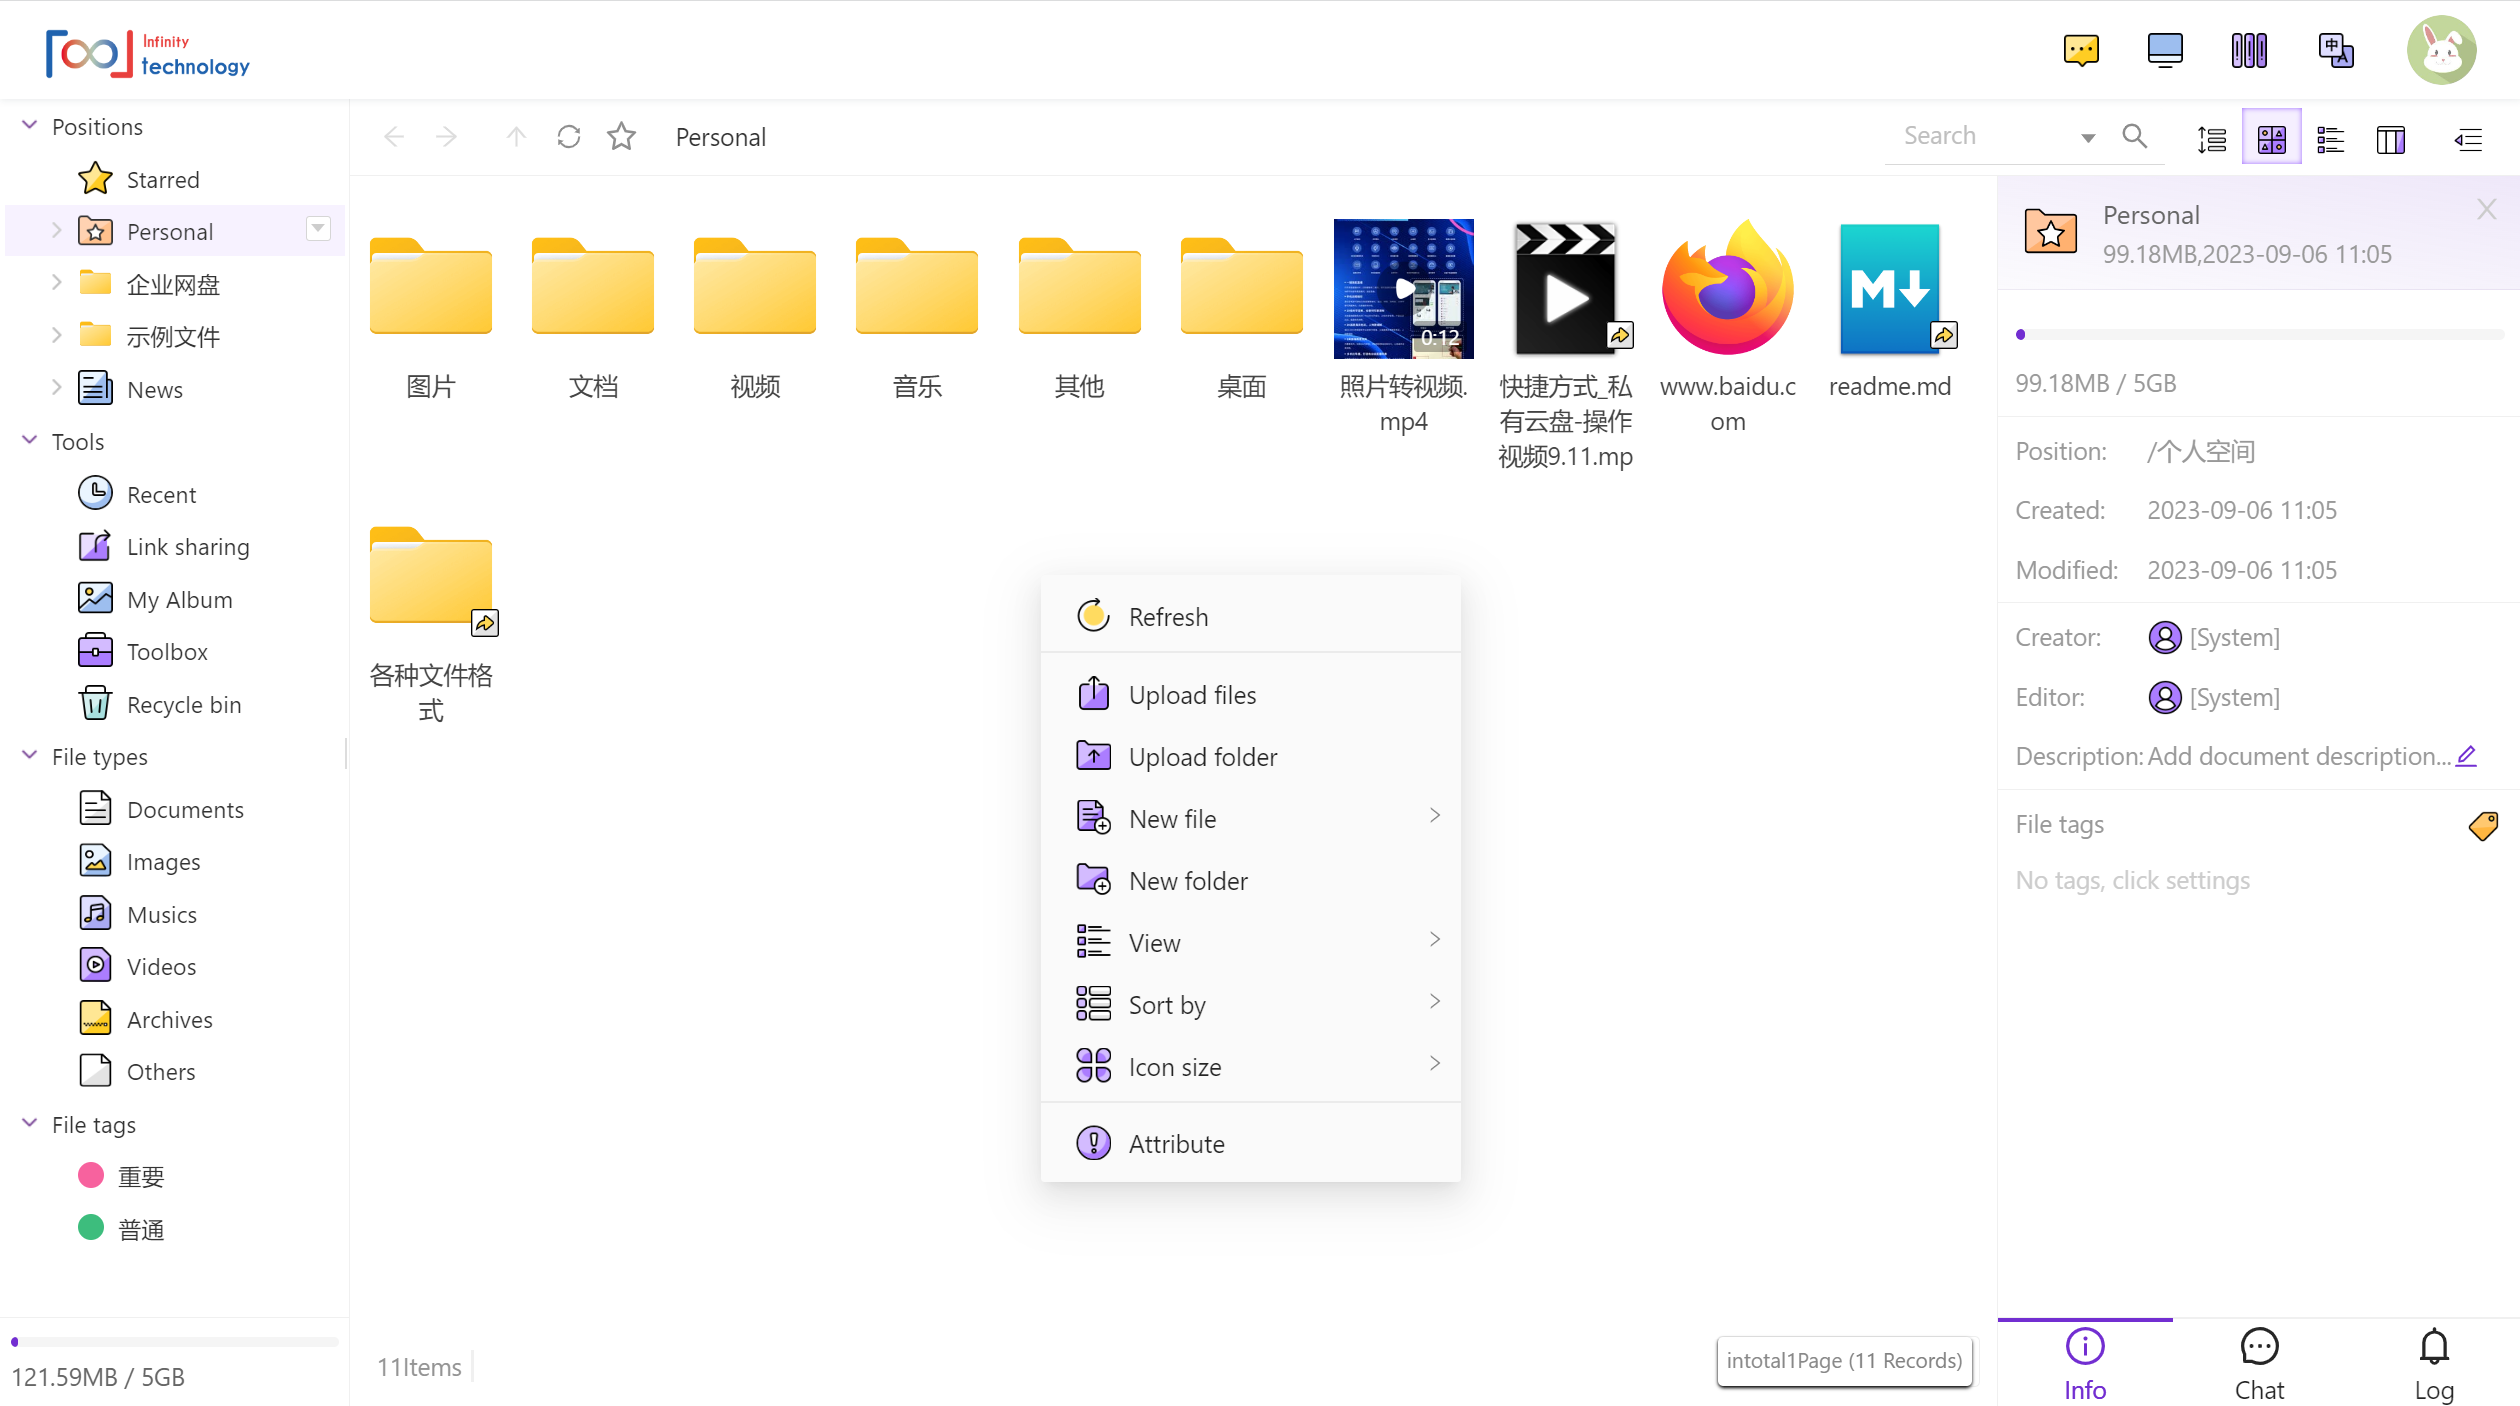 Infinity
technology
Positions
Starred
Personal
企业网盘
示例文件
News
Tools
Recent
Link sharing
My Album
Toolbox
Recycle bin
File types
Documents
Images
Musics
Videos
Archives
Others
File tags
重要
普通
121.59MB / 5GB
Personal
Search
图片
文档
视频
音乐
其他
桌面
0:12
照片转视频.
mp4
快捷方式_私
有云盘-操作
视频9.11.mp
www.baidu.c
om
M
readme.md
各种文件格
式
Refresh
Upload files
Upload folder
New file
New folder
View
Sort by
Icon size
Attribute
11Items
intotal1Page (11 Records)
Personal
99.18MB,2023-09-06 11:05
99.18MB / 5GB
Position: /个人空间
Created: 2023-09-06 11:05
Modified: 2023-09-06 11:05
Creator: [System]
Editor: [System]
Description: Add document description...
File tags
No tags, click settings
Info
Chat
Log
中
A